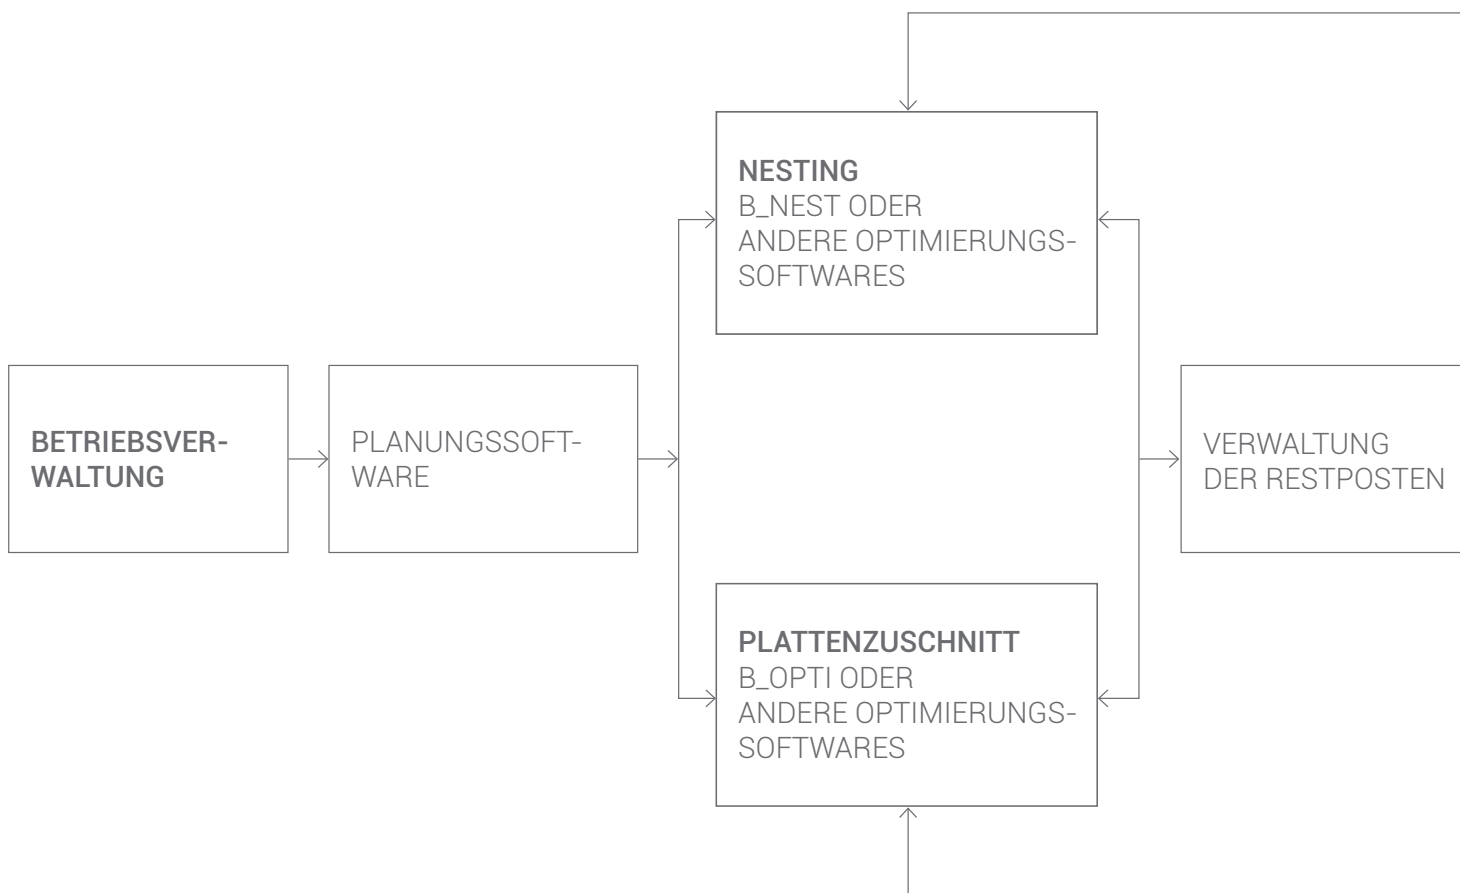 NESTING
B_NEST ODER
ANDERE OPTIMIERUNGS-
SOFTWARES
BETRIEBSVER-
WALTUNG
PLANUNGSSOFT-
WARE
VERWALTUNG
DER RESTPOSTEN
PLATTENZUSCHNITT
B_OPTI ODER
ANDERE OPTIMIERUNGS-
SOFTWARES